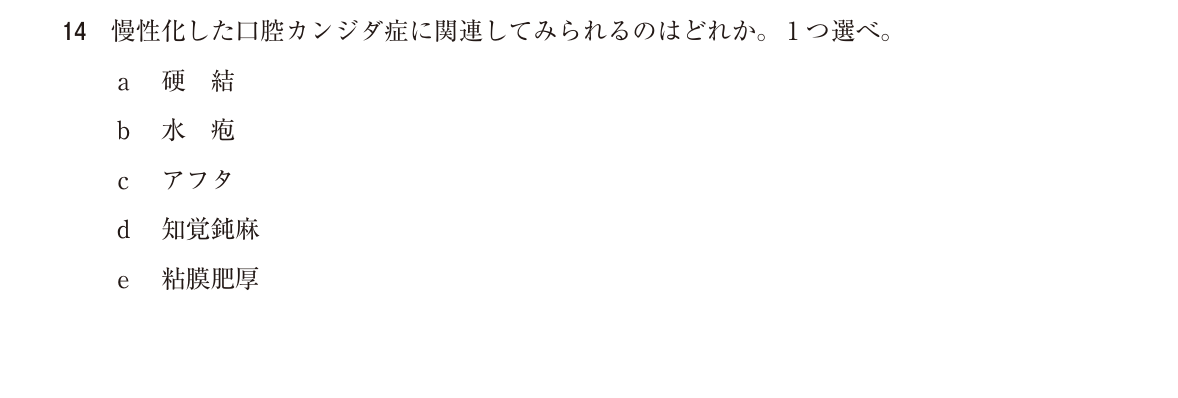 14 慢性化した口腔カンジダ症に関連してみられるのはどれか。1つ選べ。
a 硬 結
b 水 疱
c アフタ
d 知覚鈍麻
e 粘膜肥厚